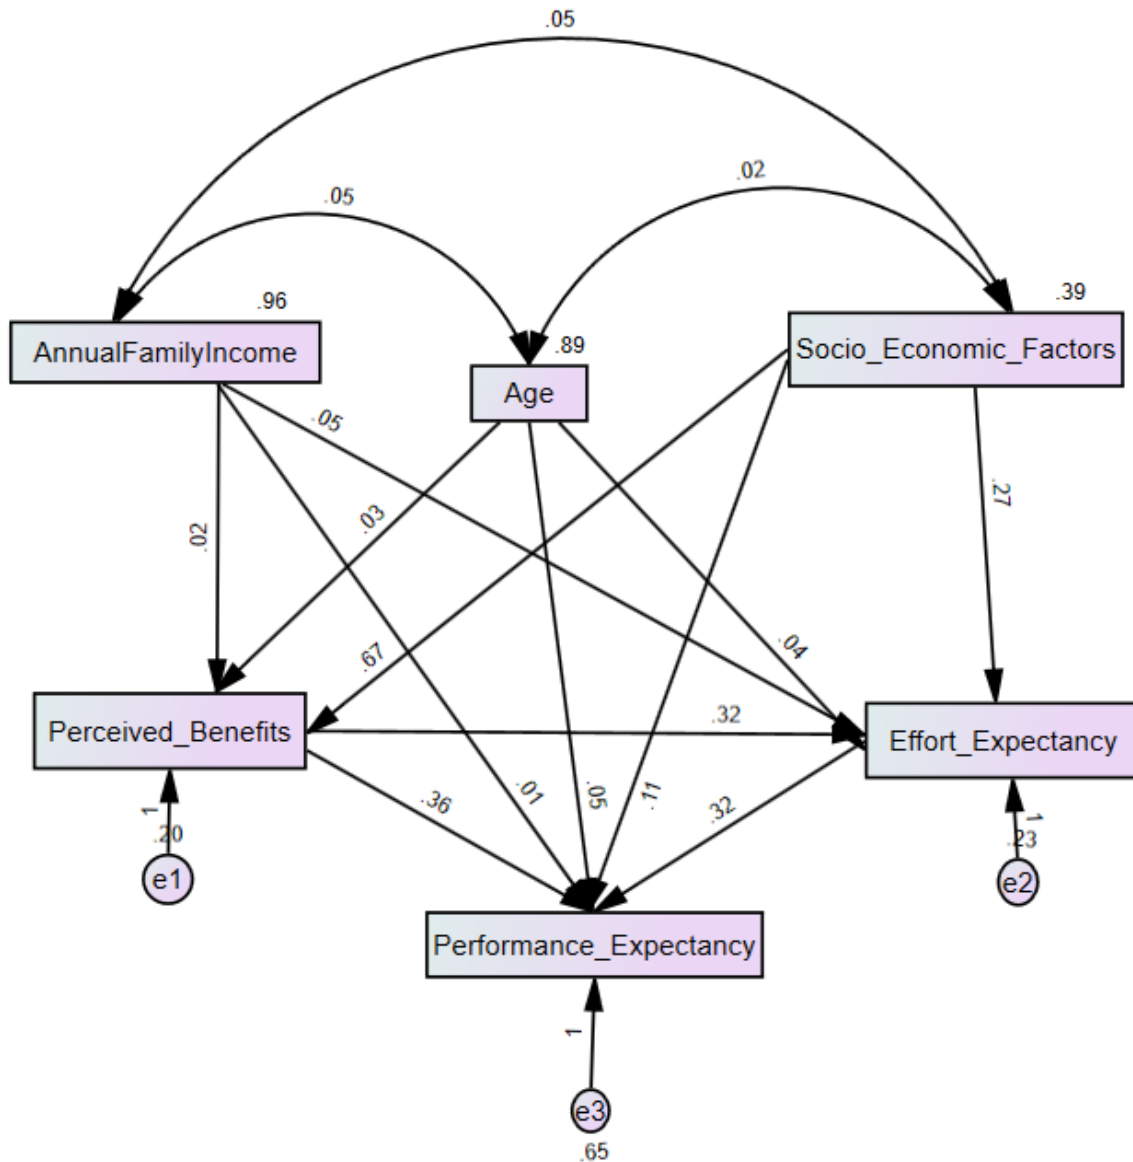 .05
.05
.02
.96
.39
AnnualFamilyIncome
Socio_Economic_Factors
.89
Age
.05
.27
.03
.02
.67
.04
Perceived_Benefits
.32
Effort_Expectancy
.36
.01
.05
.11
.32
1
.20
1
.23
e1
e2
Performance_Expectancy
1
e3
.65